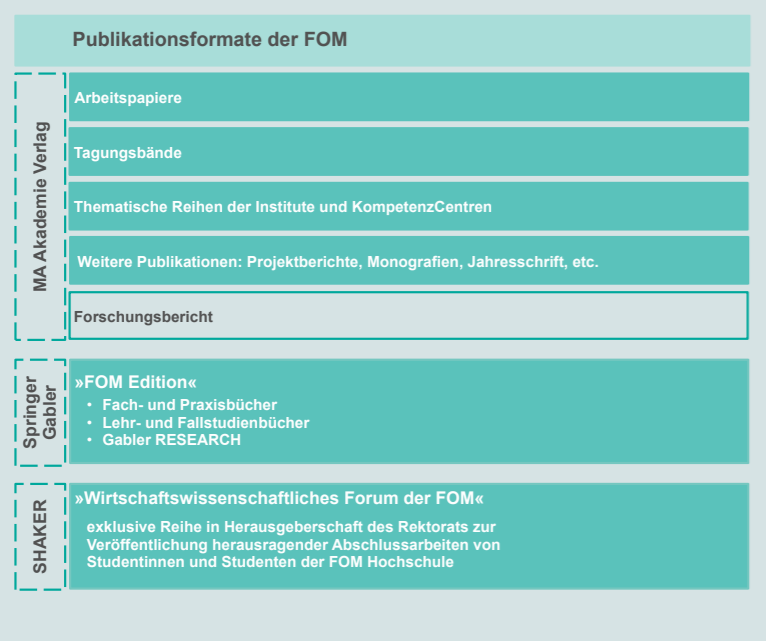 Publikationsformate der FOM
MA Akademie Verlag
Arbeitspapiere
Tagungsbände
Thematische Reihen der Institute und KompetenzCentren
Weitere Publikationen: Projektberichte, Monografien, Jahresschrift, etc.
Forschungsbericht
Springer
Gabler
»FOM Edition«
• Fach- und Praxisbücher
• Lehr- und Fallstudienbücher
• Gabler RESEARCH
SHAKER
»Wirtschaftswissenschaftliches Forum der FOM«
exklusive Reihe in Herausgeberschaft des Rektorats zur
Veröffentlichung herausragender Abschlussarbeiten von
Studentinnen und Studenten der FOM Hochschule